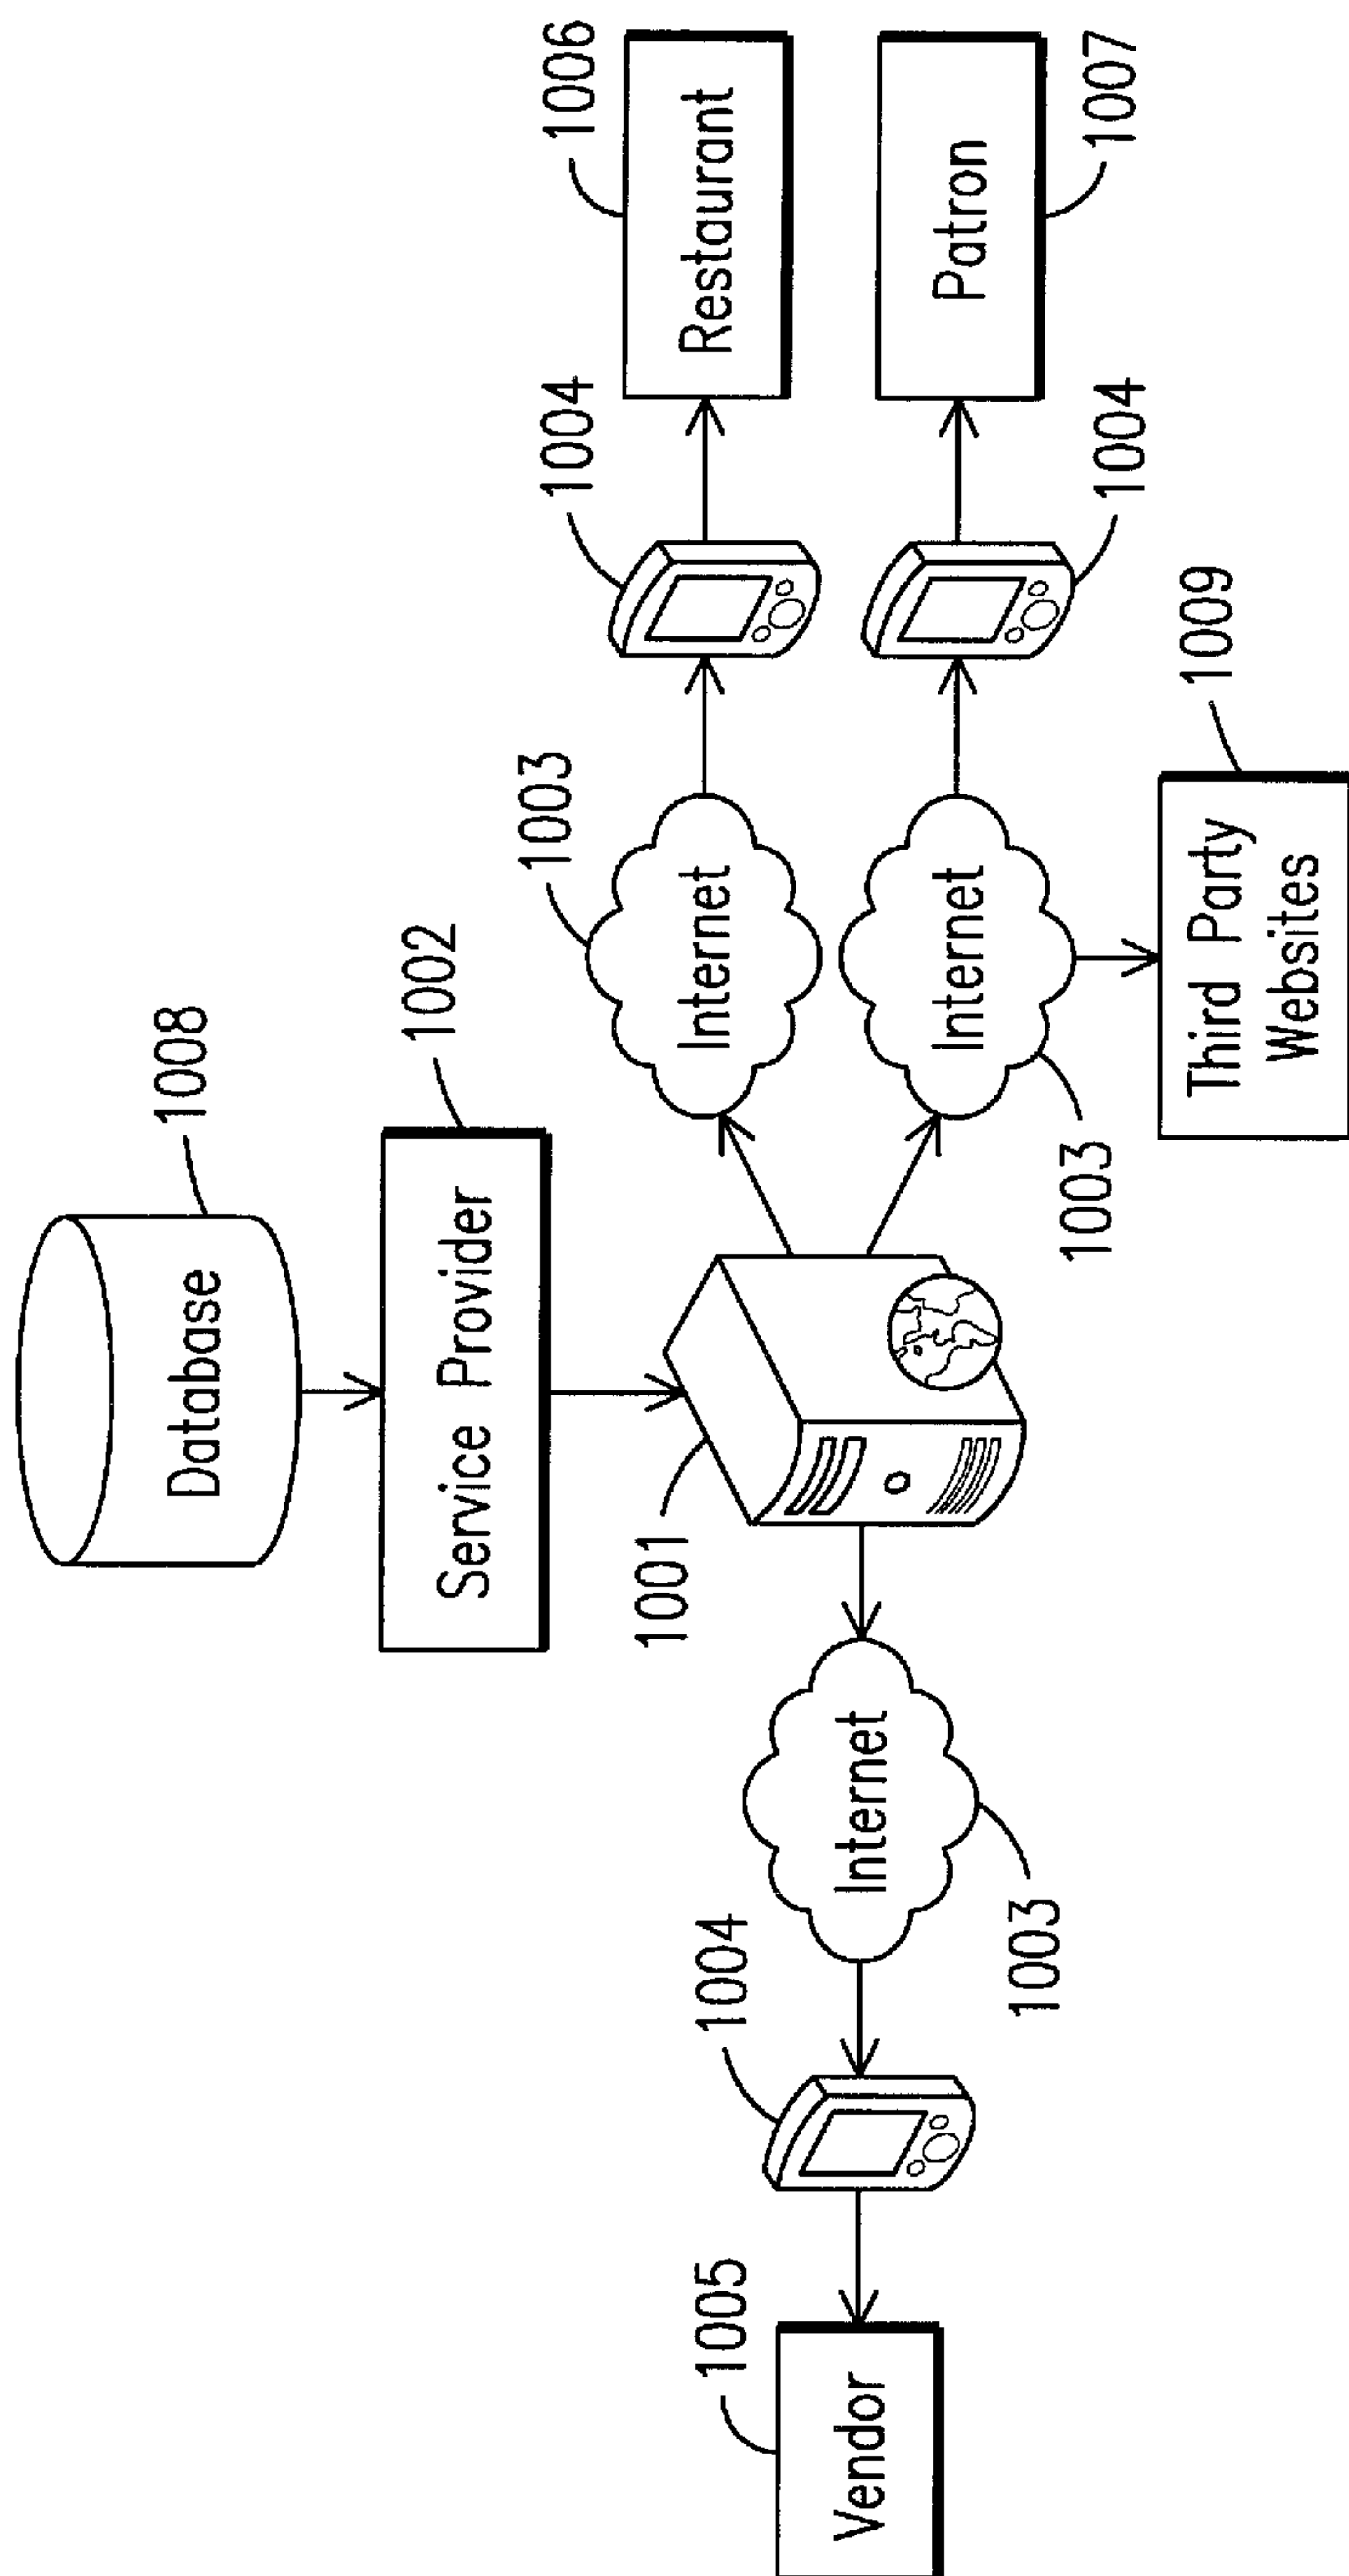 Database
1008
Service Provider
1002
1001
Vendor
1005
1004
Internet
1003
Internet
1003
1004
Restaurant
1006
Internet
1003
1004
Patron
1007
Third Party
Websites
1009